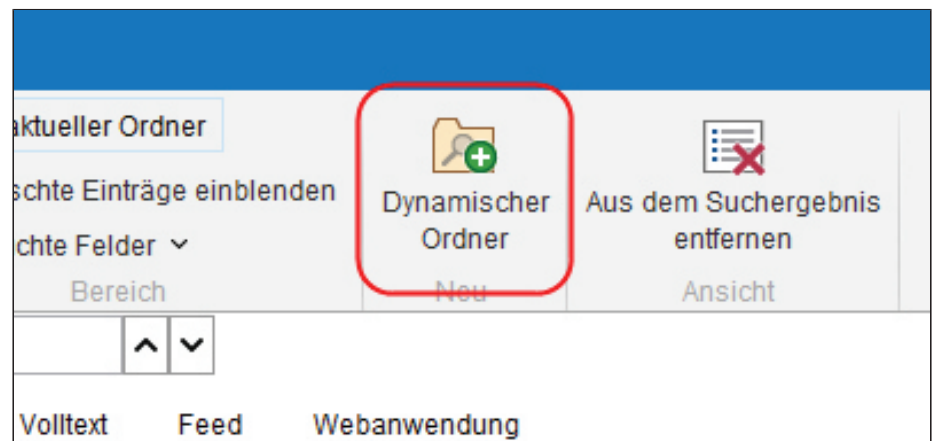 aktueller Ordner
schte Einträge einblenden
chte Felder
Bereich
Dynamischer
Ordner
Neu
Aus dem Suchergebnis
entfernen
Ansicht
Volltext Feed Webanwendung